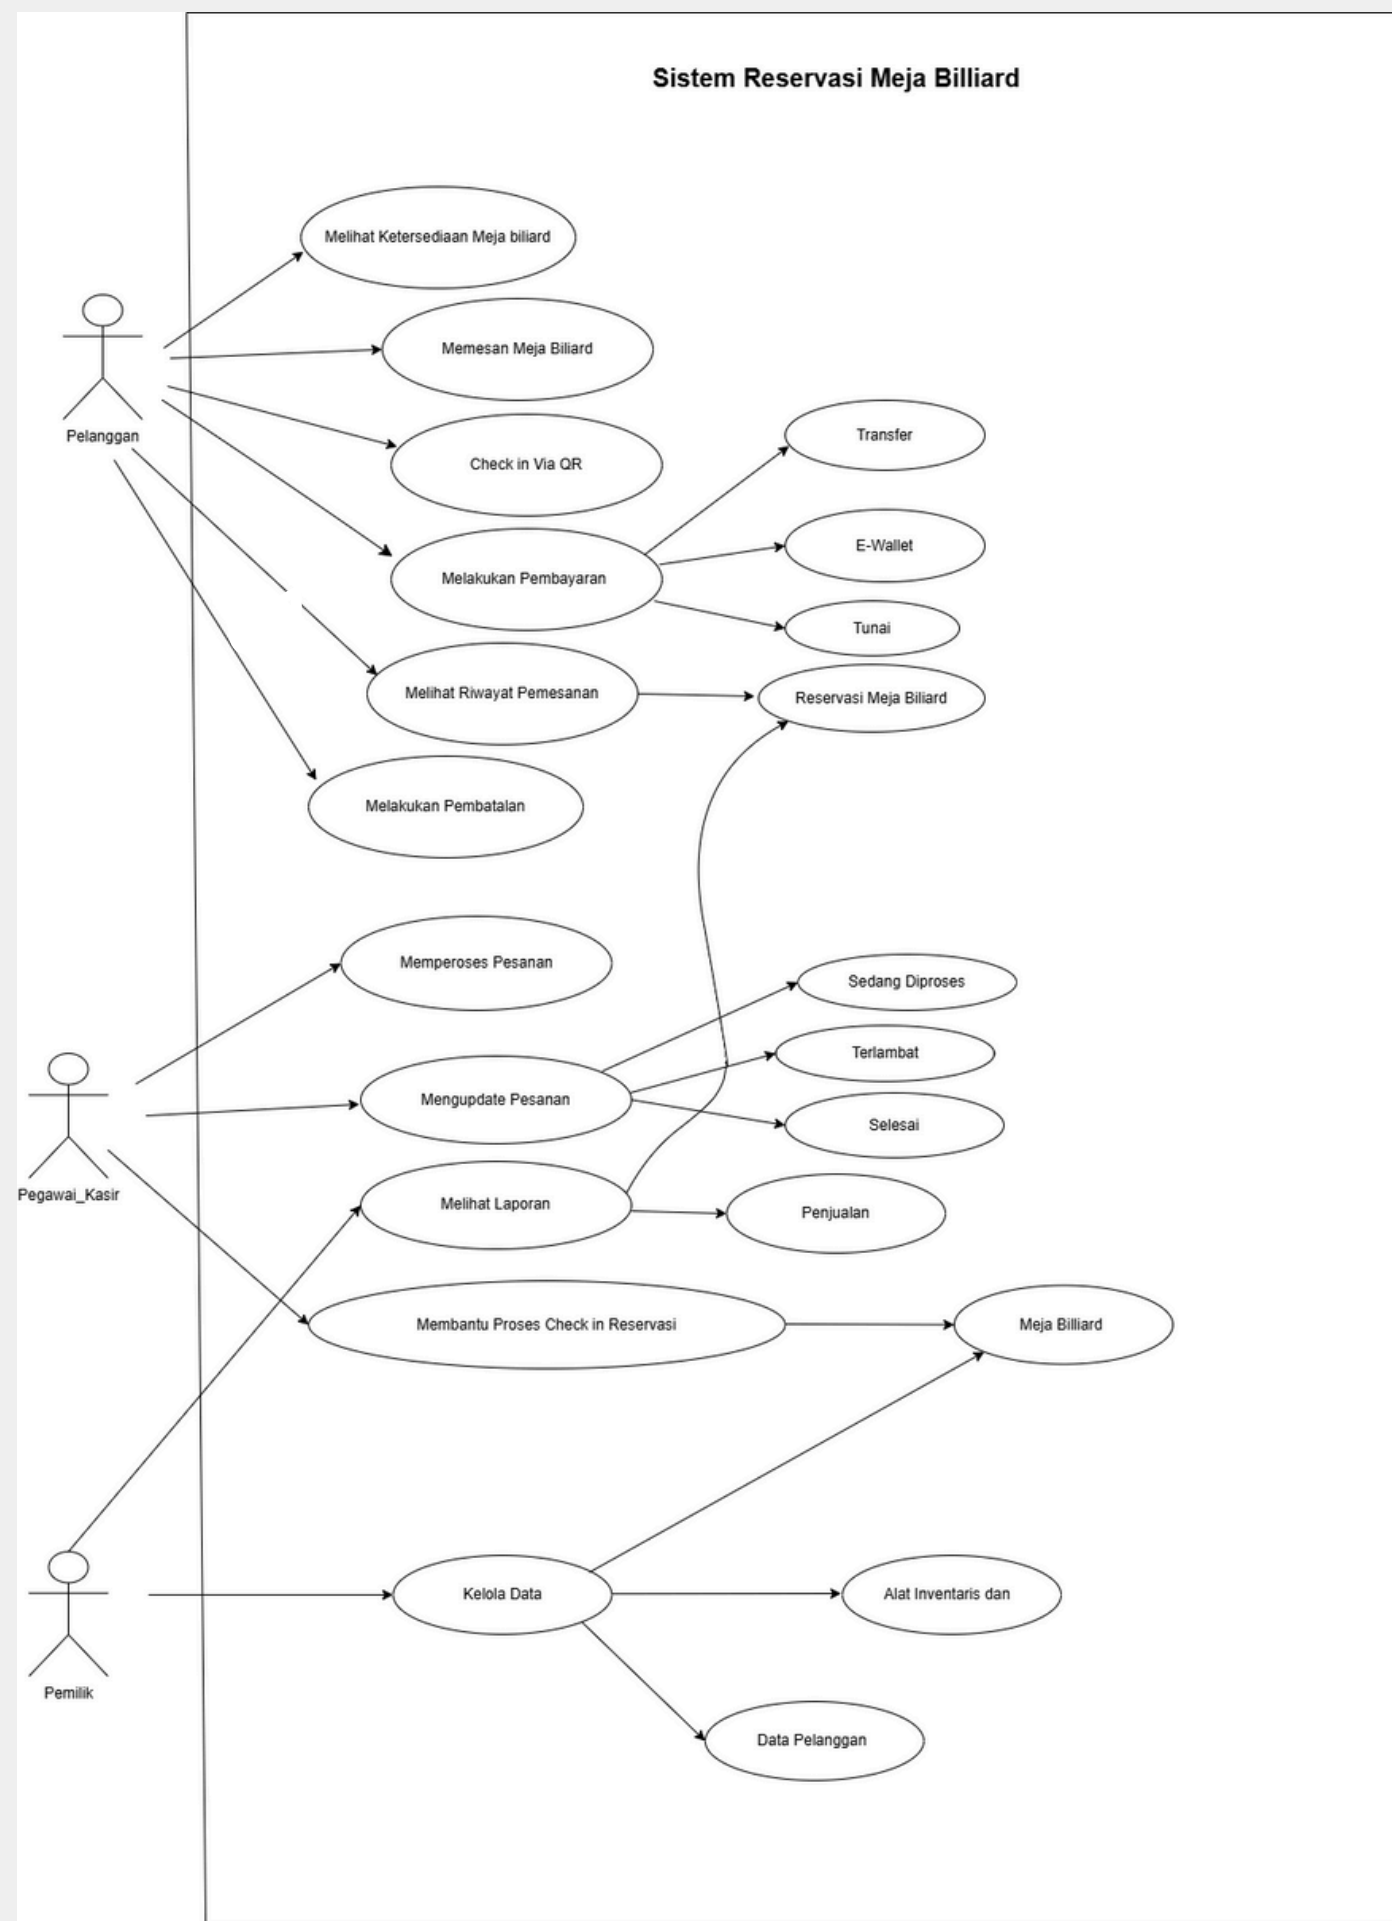 Sistem Reservasi Meja Billiard
Melihat Ketersediaan Meja biliard
Memesan Meja Biliard
Pelanggan
Check in Via QR
Transfer
Melakukan Pembayaran
E-Wallet
Tunai
Melihat Riwayat Pemesanan
Reservasi Meja Biliard
Melakukan Pembatalan
Memperoses Pesanan
Sedang Diproses
Terlambat
Mengupdate Pesanan
Selesai
Pegawai_Kasir
Melihat Laporan
Penjualan
Membantu Proses Check in Reservasi
Meja Billiard
Kelola Data
Alat Inventaris dan
Pemilik
Data Pelanggan